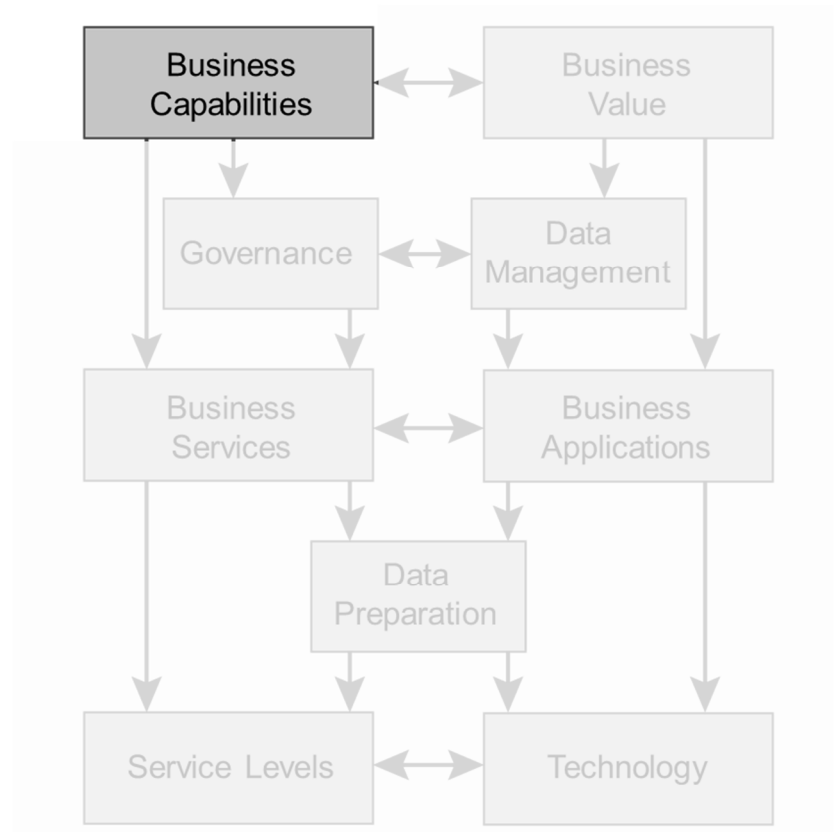 Business
Capabilities
Business
Value
Governance
Data
Management
Business
Services
Business
Applications
Data
Preparation
Service Levels
Technology